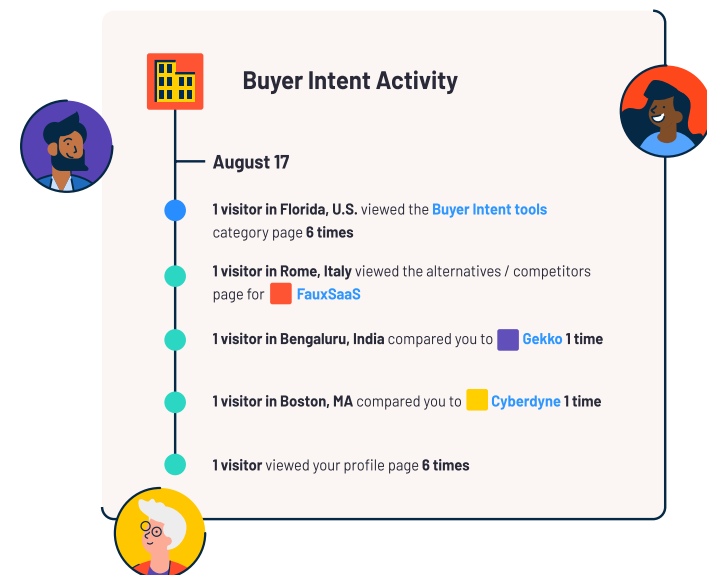 Buyer Intent Activity
August 17
1 visitor in Florida, U.S. viewed the Buyer Intent tools
category page 6 times
1 visitor in Rome, Italy viewed the alternatives / competitors
page for FauxSaaS
1 visitor in Bengaluru, India compared you to Gekko 1 time
1 visitor in Boston, MA compared you to Cyberdyne 1 time
1 visitor viewed your profile page 6 times